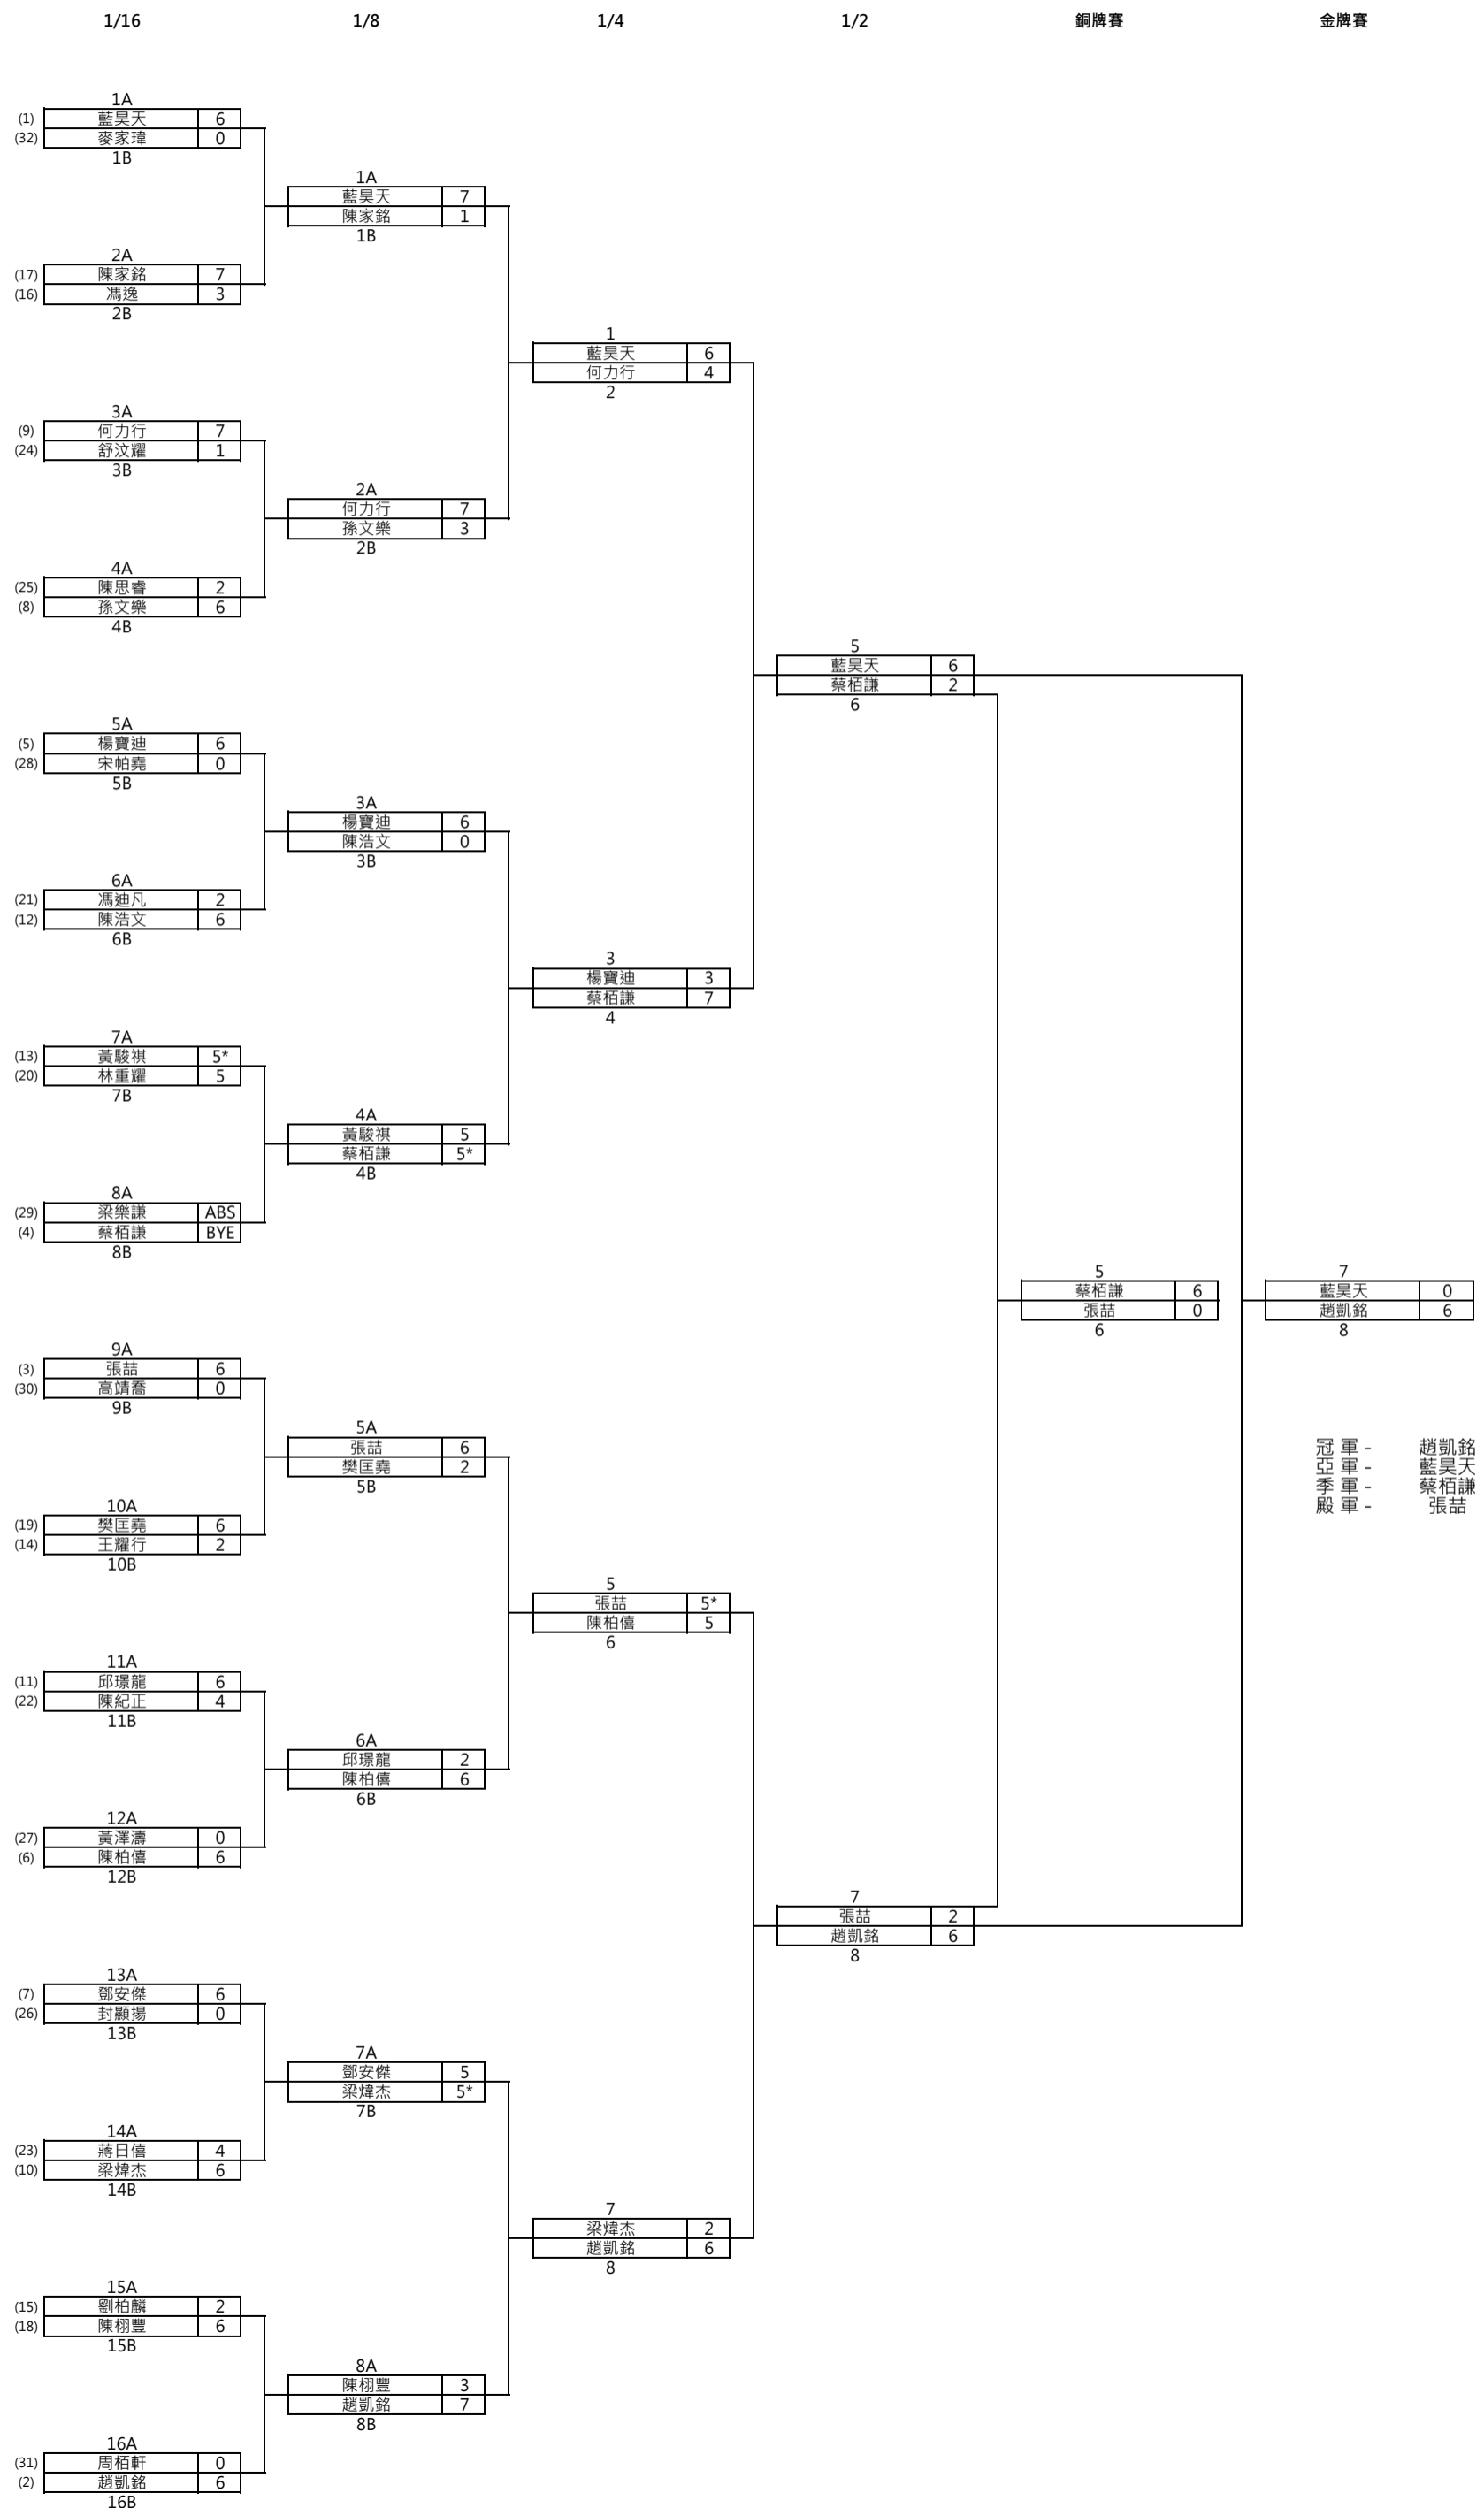 1/16 1/8 1/4 1/2 銅牌賽 金牌賽
1A
(1) 藍昊天 6
(32) 麥家瑋 0
1B
1A
藍昊天 7
陳家銘 1
1B
2A
(17) 陳家銘 7
(16) 馮逸 3
2B
1
藍昊天 6
何力行 4
2
3A
(9) 何力行 7
(24) 舒汶耀 1
3B
2A
何力行 7
孫文樂 3
2B
4A
(25) 陳思睿 2
(8) 孫文樂 6
4B
5
藍昊天 6
蔡栢謙 2
6
5A
(5) 楊寶迪 6
(28) 宋帕堯 0
5B
3A
楊寶迪 6
陳浩文 0
3B
6A
(21) 馮迪凡 2
(12) 陳浩文 6
6B
3
楊寶迪 3
蔡栢謙 7
4
7A
(13) 黃駿祺 5*
(20) 林重耀 5
7B
4A
黃駿祺 5
蔡栢謙 5*
4B
8A
(29) 梁樂謙 ABS
(4) 蔡栢謙 BYE
8B
5
蔡栢謙 6
張喆 0
6
7
藍昊天 0
趙凱銘 6
8
9A
(3) 張喆 6
(30) 高靖喬 0
9B
5A
張喆 6
樊匡堯 2
5B
冠 軍 - 趙凱銘
亞 軍 - 藍昊天
季 軍 - 蔡栢謙
殿 軍 - 張喆
10A
(19) 樊匡堯 6
(14) 王耀行 2
10B
5
張喆 5*
陳柏僖 5
6
11A
(11) 邱璟龍 6
(22) 陳紀正 4
11B
6A
邱璟龍 2
陳柏僖 6
6B
12A
(27) 黃澤濤 0
(6) 陳柏僖 6
12B
7
張喆 2
趙凱銘 6
8
13A
(7) 鄧安傑 6
(26) 封顯揚 0
13B
7A
鄧安傑 5
梁煒杰 5*
7B
14A
(23) 蔣日僖 4
(10) 梁煒杰 6
14B
7
梁煒杰 2
趙凱銘 6
8
15A
(15) 劉柏麟 2
(18) 陳栩豐 6
15B
8A
陳栩豐 3
趙凱銘 7
8B
16A
(31) 周栢軒 0
(2) 趙凱銘 6
16B